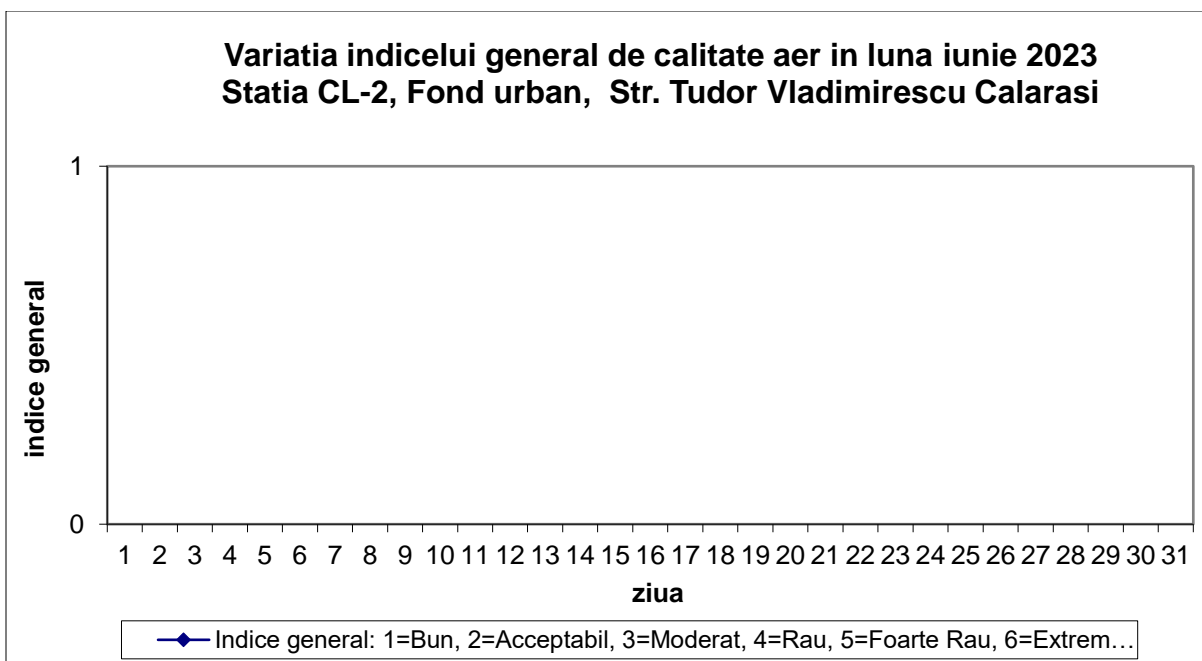 Variatia indicelui general de calitate aer in luna iunie 2023
Statia CL-2, Fond urban, Str. Tudor Vladimirescu Calarasi
1
indice general
0
1 2 3 4 5 6 7 8 9 10 11 12 13 14 15 16 17 18 19 20 21 22 23 24 25 26 27 28 29 30 31
ziua
Indice general: 1=Bun, 2=Acceptabil, 3=Moderat, 4=Rau, 5=Foarte Rau, 6=Extrem…